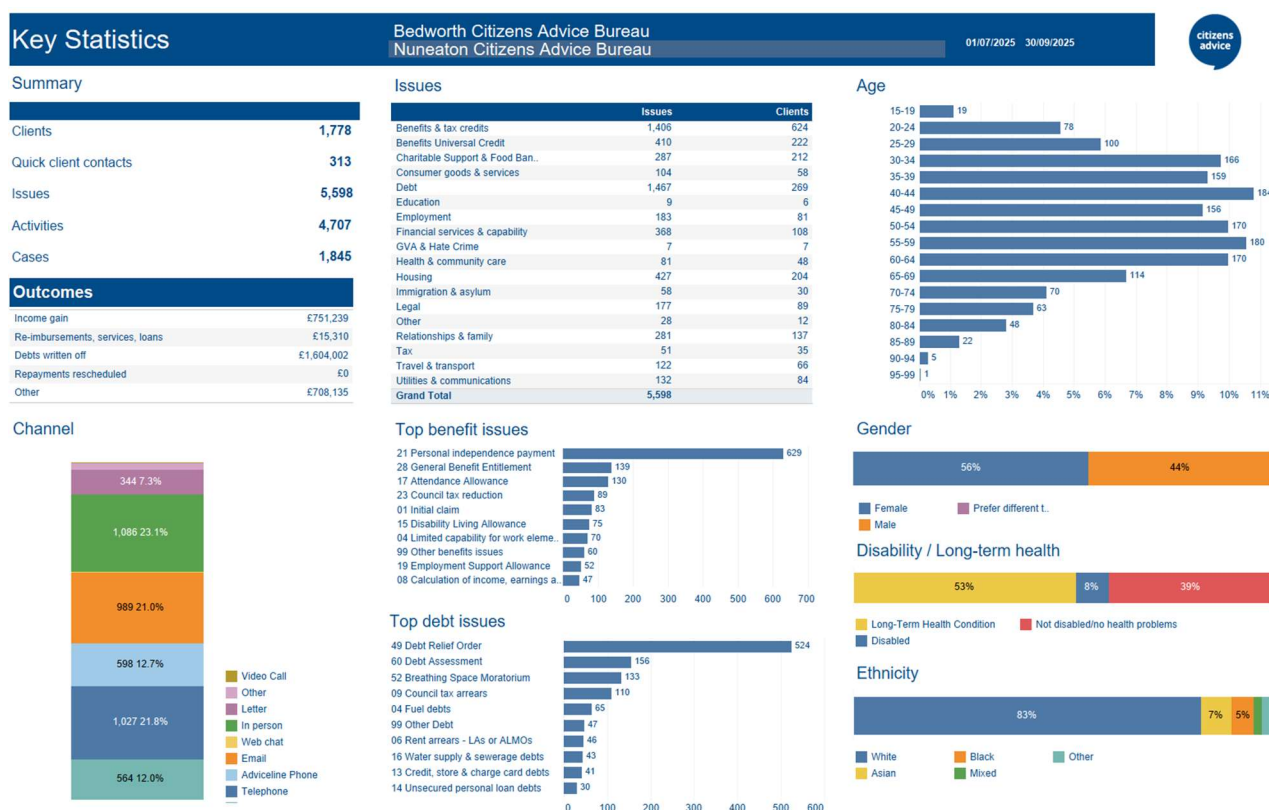 Key Statistics
Bedworth Citizens Advice Bureau
Nuneaton Citizens Advice Bureau
01/07/2025 30/09/2025
citizens
advice
Summary
Clients 1,778
Quick client contacts 313
Issues 5,598
Activities 4,707
Cases 1,845
Outcomes
Income gain £751,239
Re-imbursements, services, loans £15,310
Debts written off £1,604,002
Repayments rescheduled £0
Other £708,135
Issues
Issues Clients
Benefits & tax credits 1,406 624
Benefits Universal Credit 410 222
Charitable Support & Food Ban.. 287 212
Consumer goods & services 104 58
Debt 1,467 269
Education 9 6
Employment 183 81
Financial services & capability 368 108
GVA & Hate Crime 7 7
Health & community care 81 48
Housing 427 204
Immigration & asylum 58 30
Legal 177 89
Other 28 12
Relationships & family 281 137
Tax 51 35
Travel & transport 122 66
Utilities & communications 132 84
Grand Total 5,598
Age
15-19 19
20-24 78
25-29 100
30-34 166
35-39 159
40-44 184
45-49 156
50-54 170
55-59 180
60-64 170
65-69 114
70-74 70
75-79 63
80-84 48
85-89 22
90-94 5
95-99 1
0% 1% 2% 3% 4% 5% 6% 7% 8% 9% 10% 11%
Channel
344 7.3%
1,086 23.1%
989 21.0%
598 12.7%
1,027 21.8%
564 12.0%
Video Call
Other
Letter
In person
Web chat
Email
Adviceline Phone
Telephone
Top benefit issues
21 Personal independence payment 629
28 General Benefit Entitlement 139
17 Attendance Allowance 130
23 Council tax reduction 89
01 Initial claim 83
15 Disability Living Allowance 75
04 Limited capability for work eleme.. 70
99 Other benefits issues 60
19 Employment Support Allowance 52
08 Calculation of income, earnings a.. 47
0 100 200 300 400 500 600 700
Top debt issues
49 Debt Relief Order 524
60 Debt Assessment 156
52 Breathing Space Moratorium 133
09 Council tax arrears 110
04 Fuel debts 65
99 Other Debt 47
06 Rent arrears - LAs or ALMOs 46
16 Water supply & sewerage debts 43
13 Credit, store & charge card debts 41
14 Unsecured personal loan debts 30
0 100 200 300 400 500 600
Gender
56% 44%
Female Prefer different t..
Male
Disability / Long-term health
53% 8% 39%
Long-Term Health Condition Not disabled/no health problems
Disabled
Ethnicity
83% 7% 5%
White Black Other
Asian Mixed